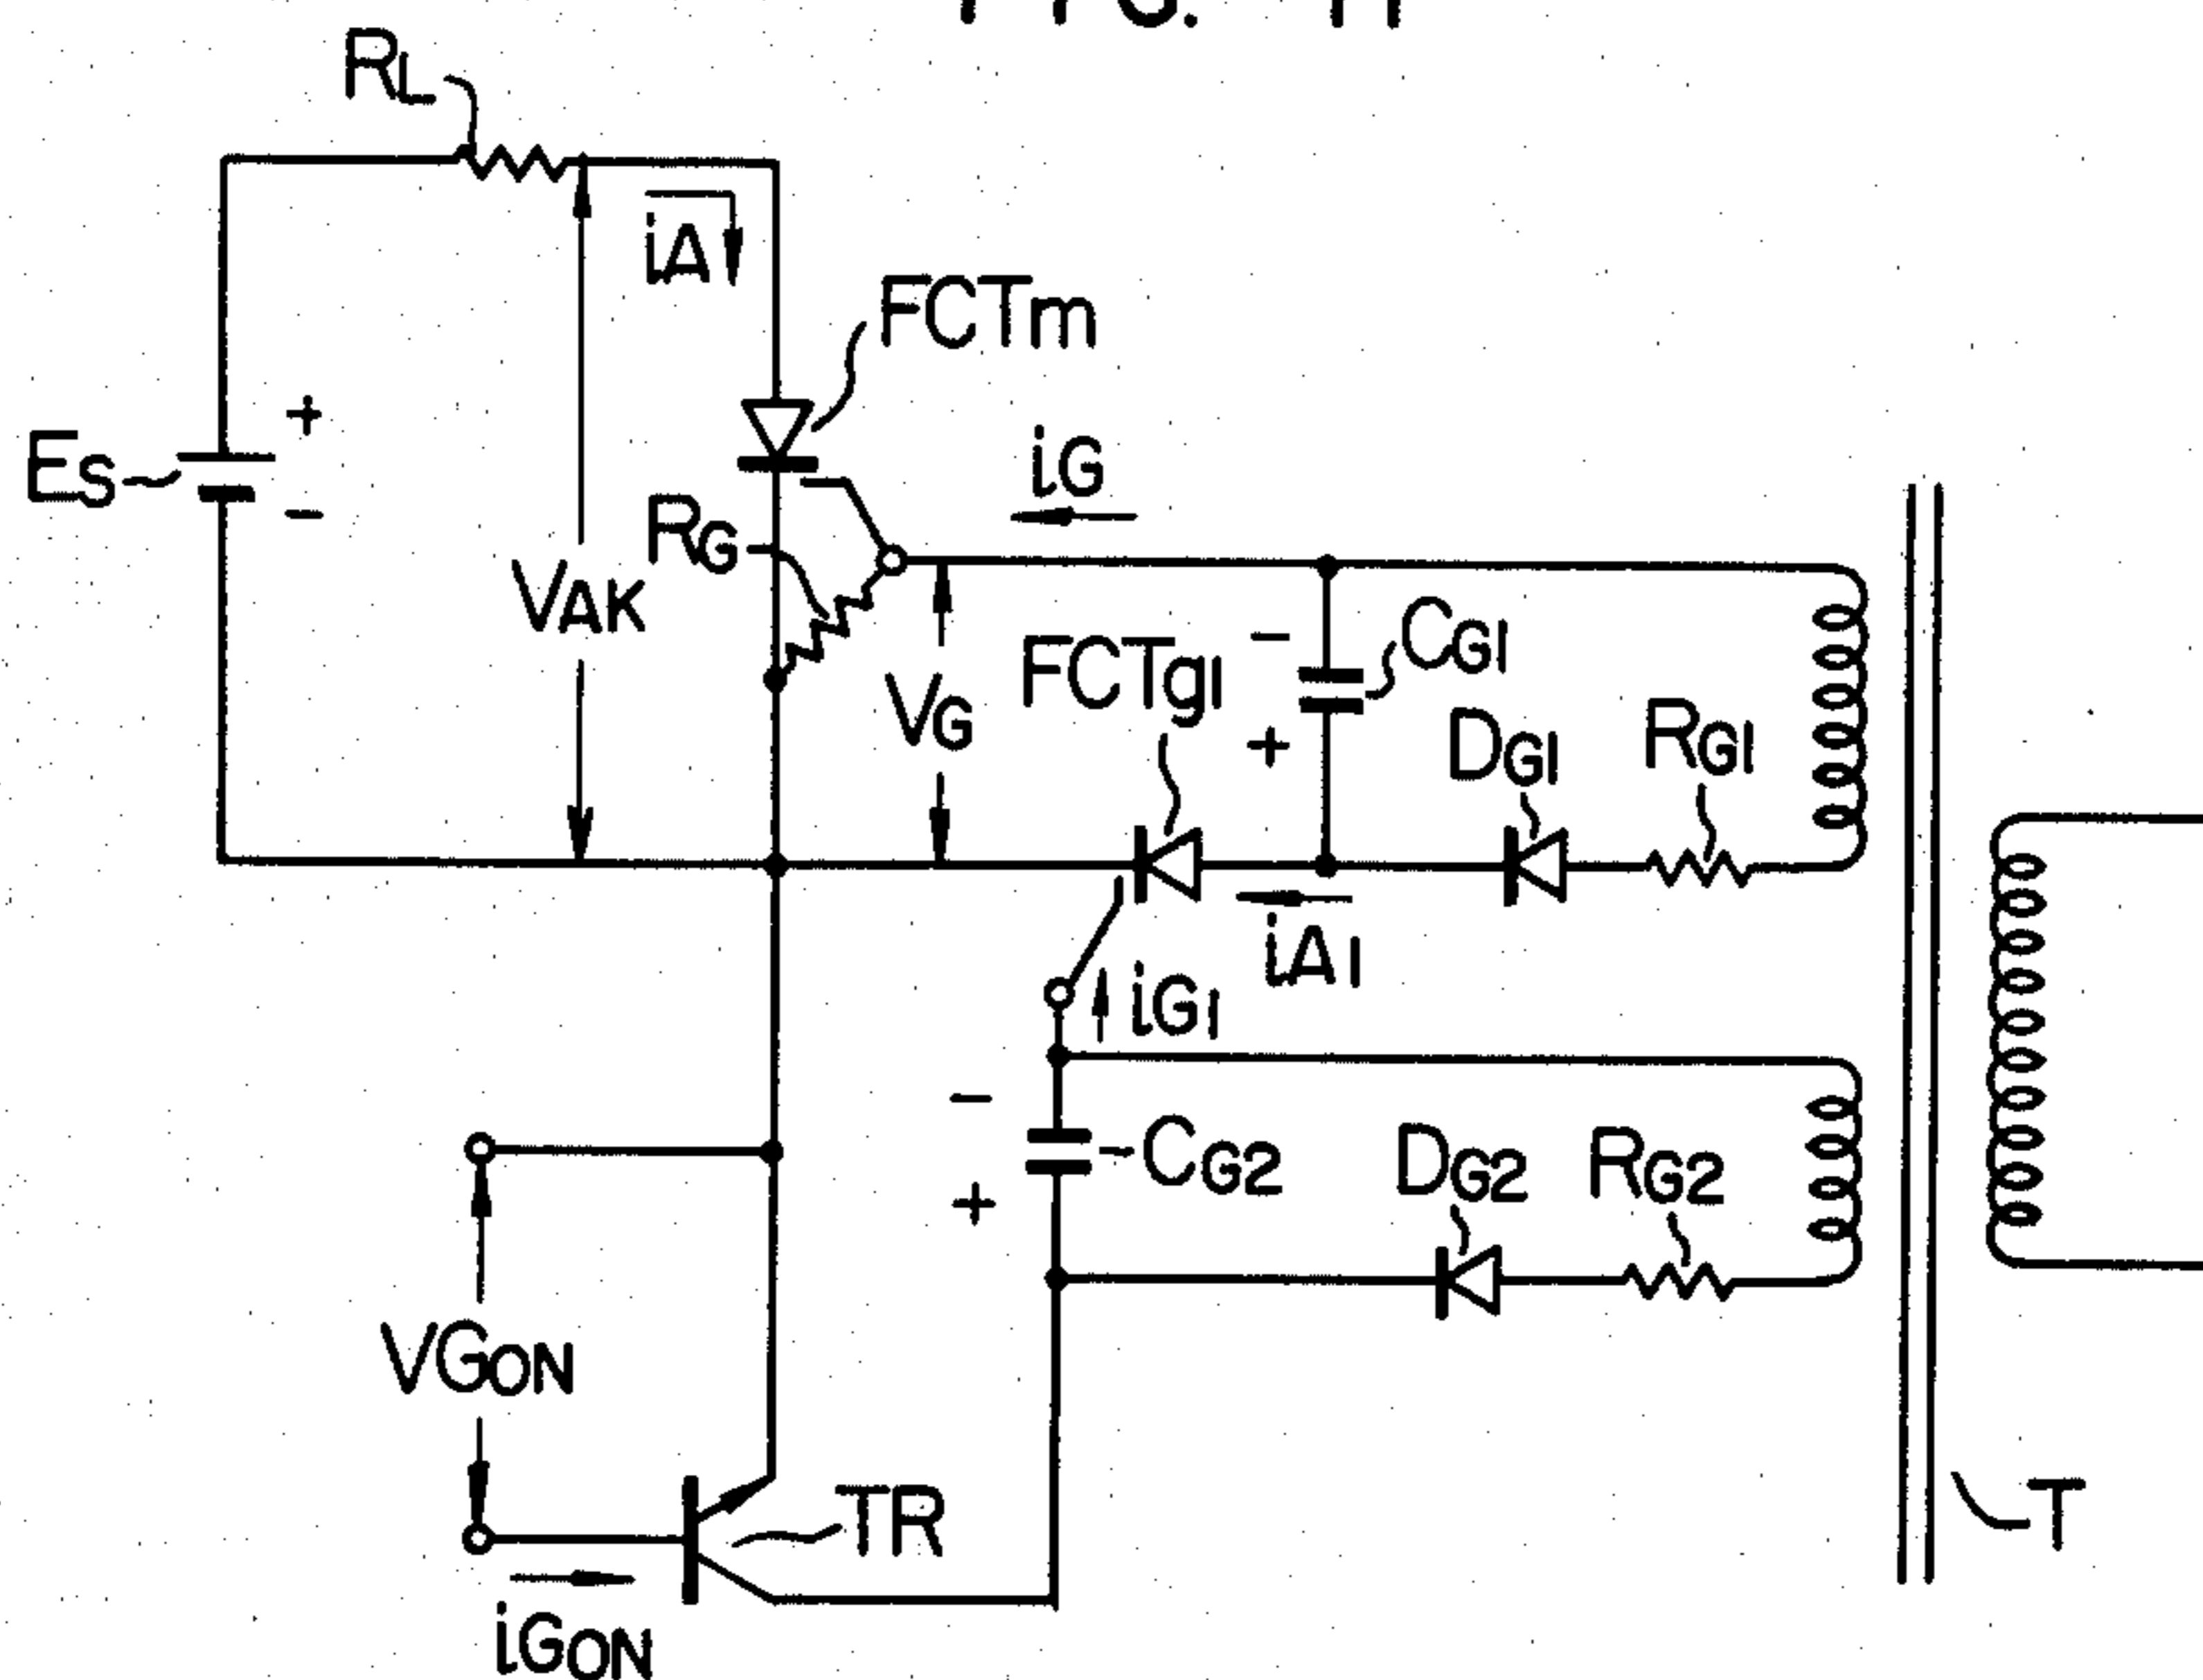 RL
iA
FCTm
+
ES
-
iG
RG
VAK
CG1
-
FCTg1
VG
+
DG1
RG1
iA1
iG1
-
CG2
DG2
RG2
+
VGON
TR
T
iGON